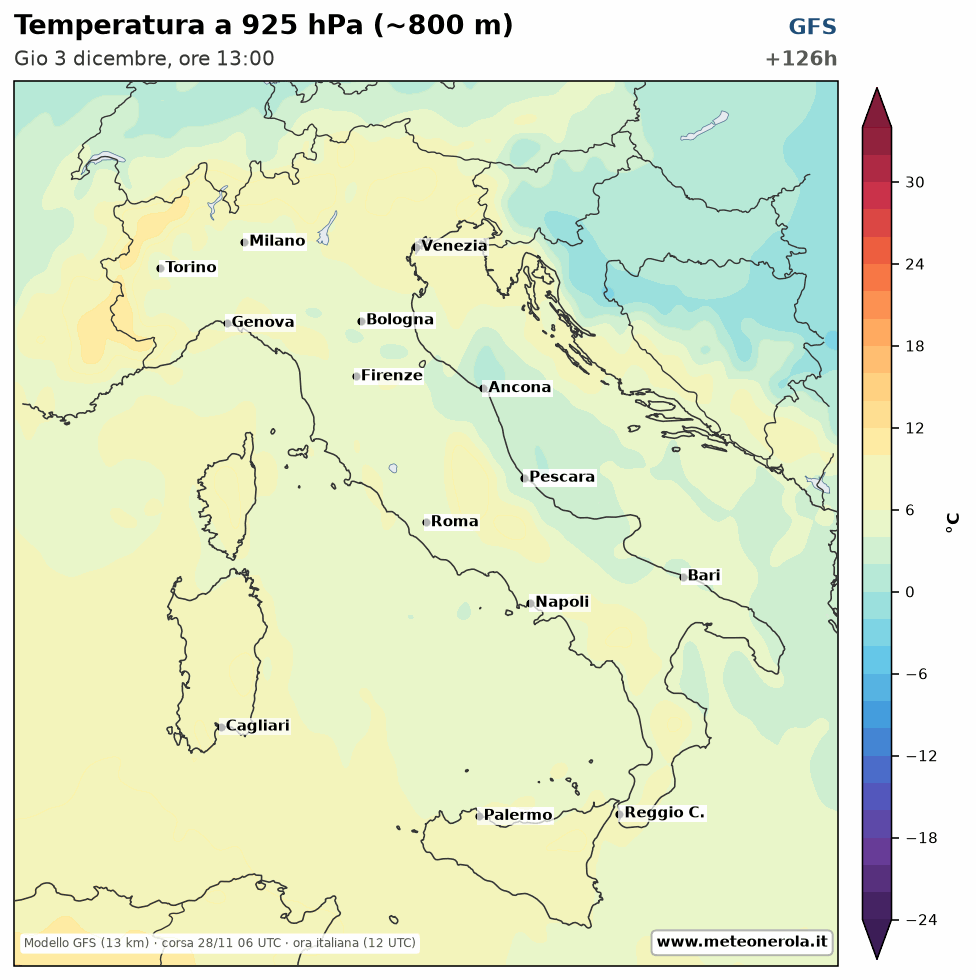 Temperatura a 925 hPa (~800 m)
GFS
Gio 3 dicembre, ore 13:00
+126h
Milano
Venezia
Torino
Genova
Bologna
Firenze
Ancona
Pescara
Roma
Bari
Napoli
Cagliari
Palermo
Reggio C.
30
24
18
12
6
0
−6
−12
−18
−24
°C
Modello GFS (13 km) · corsa 28/11 06 UTC · ora italiana (12 UTC)
www.meteonerola.it